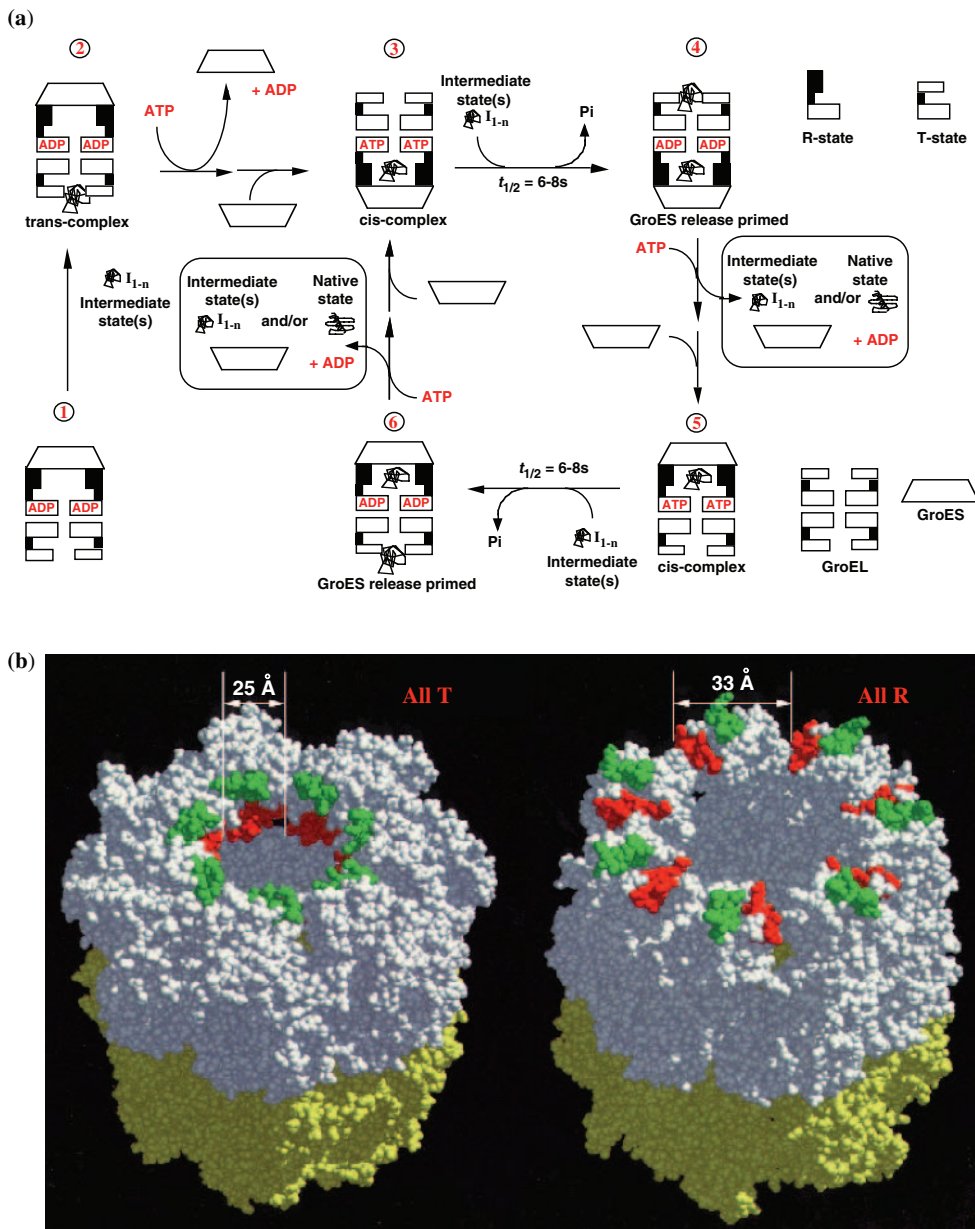 (a)
②
ADP ADP
trans-complex
ATP
+ ADP
③
ATP ATP
cis-complex
Intermediate
state(s)
I1-n
Pi
t1/2 = 6-8s
④
ADP ADP
GroES release primed
R-state
T-state
I1-n
Intermediate
state(s)
Intermediate
state(s)
I1-n
and/or
Native
state
+ ADP
ATP
ATP
Intermediate
state(s)
I1-n
and/or
Native
state
+ ADP
①
ADP ADP
⑥
ADP ADP
GroES release primed
t1/2 = 6-8s
Pi
I1-n
Intermediate
state(s)
⑤
ATP ATP
cis-complex
GroEL
GroES
(b)
25 Å
All T
33 Å
All R